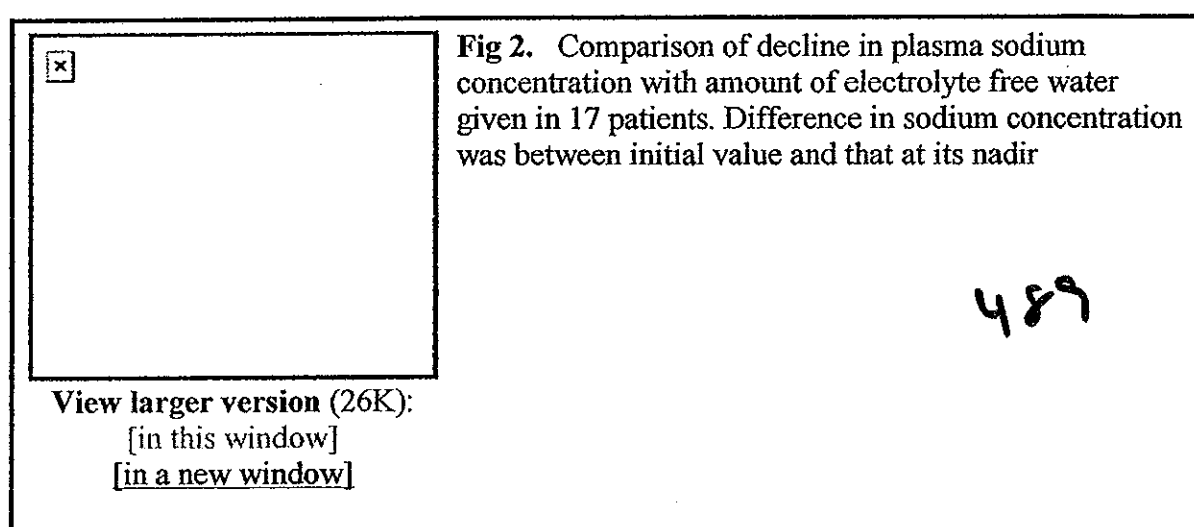 Fig 2. Comparison of decline in plasma sodium
concentration with amount of electrolyte free water
given in 17 patients. Difference in sodium concentration
was between initial value and that at its nadir
489
View larger version (26K):
[in this window]
[in a new window]